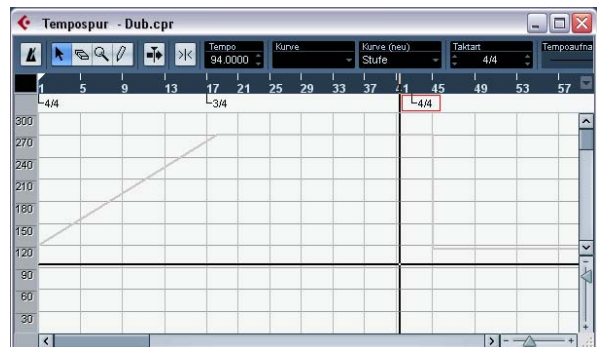 Tempospur - Dub.cpr
Tempo Kurve Kurve (neu) Taktart Tempoaufna
94.0000 Stufe 4/4
1 5 9 13 17 21 25 29 33 37 41 45 49 53 57
4/4 3/4 4/4
300
270
240
210
180
150
120
90
60
30